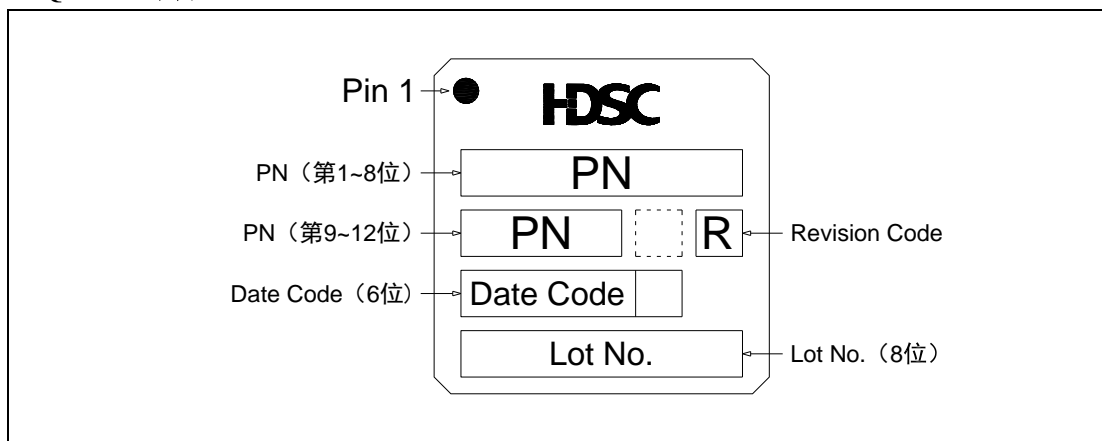 Pin 1
HDSC
PN（第1~8位）
PN
PN（第9~12位）
PN
R
Revision Code
Date Code（6位）
Date Code
Lot No.
Lot No.（8位）